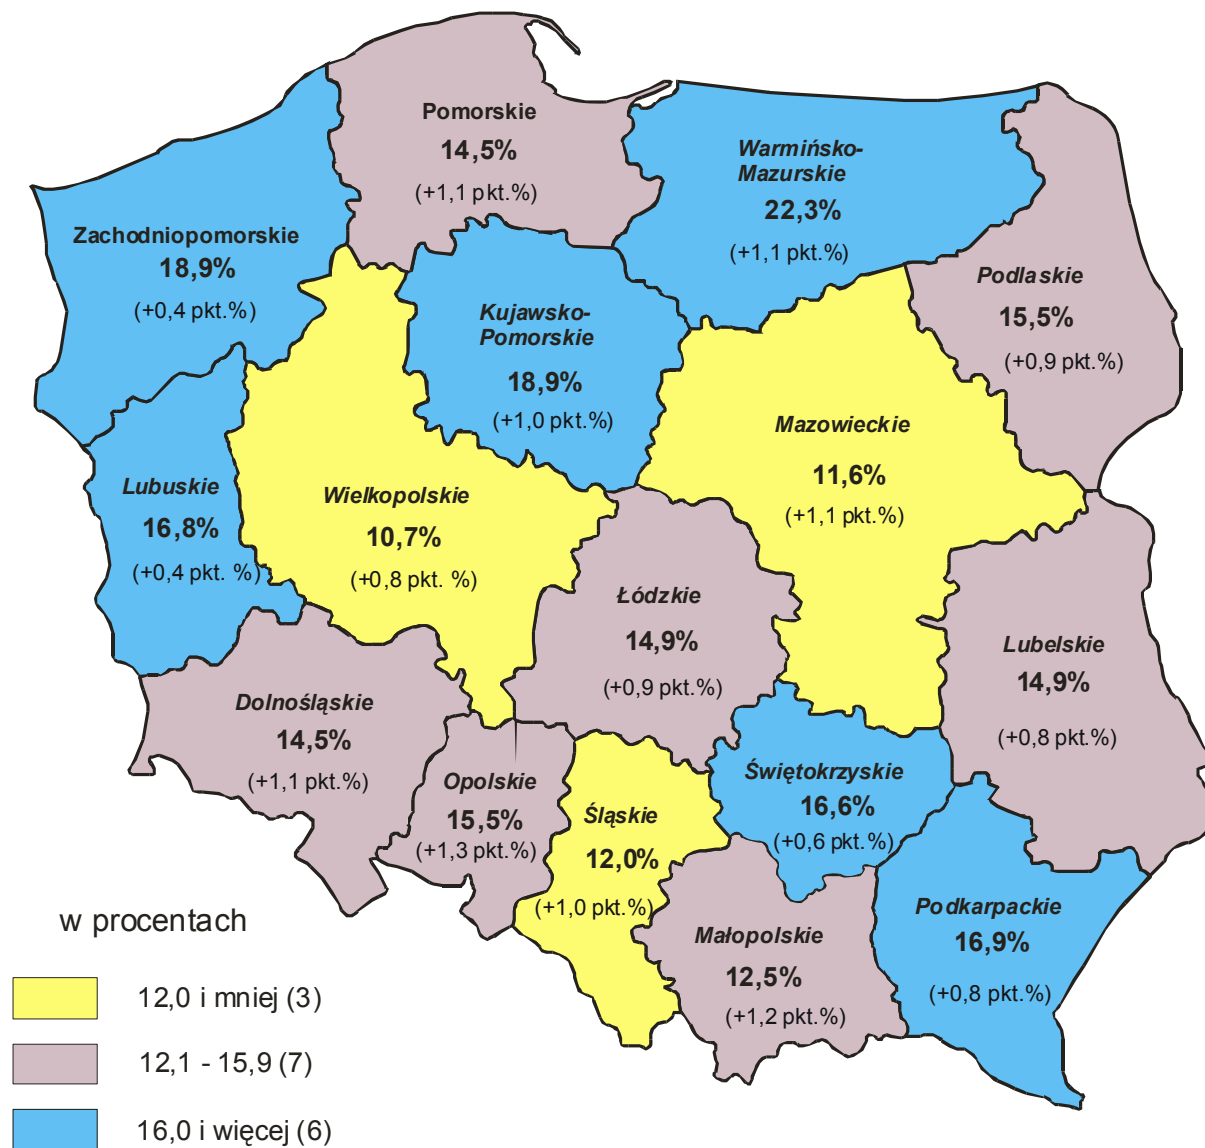 Pomorskie
14,5%
(+1,1 pkt.%)
Warmińsko-
Mazurskie
22,3%
(+1,1 pkt.%)
Zachodniopomorskie
18,9%
(+0,4 pkt.%)
Podlaskie
15,5%
(+0,9 pkt.%)
Kujawsko-
Pomorskie
18,9%
(+1,0 pkt.%)
Mazowieckie
11,6%
(+1,1 pkt.%)
Lubuskie
16,8%
(+0,4 pkt. %)
Wielkopolskie
10,7%
(+0,8 pkt. %)
Łódzkie
14,9%
(+0,9 pkt.%)
Lubelskie
14,9%
(+0,8 pkt.%)
Dolnośląskie
14,5%
(+1,1 pkt.%)
Opolskie
15,5%
(+1,3 pkt.%)
Śląskie
12,0%
(+1,0 pkt.%)
Świętokrzyskie
16,6%
(+0,6 pkt.%)
Małopolskie
12,5%
(+1,2 pkt.%)
Podkarpackie
16,9%
(+0,8 pkt.%)
w procentach
12,0 i mniej (3)
12,1 - 15,9 (7)
16,0 i więcej (6)